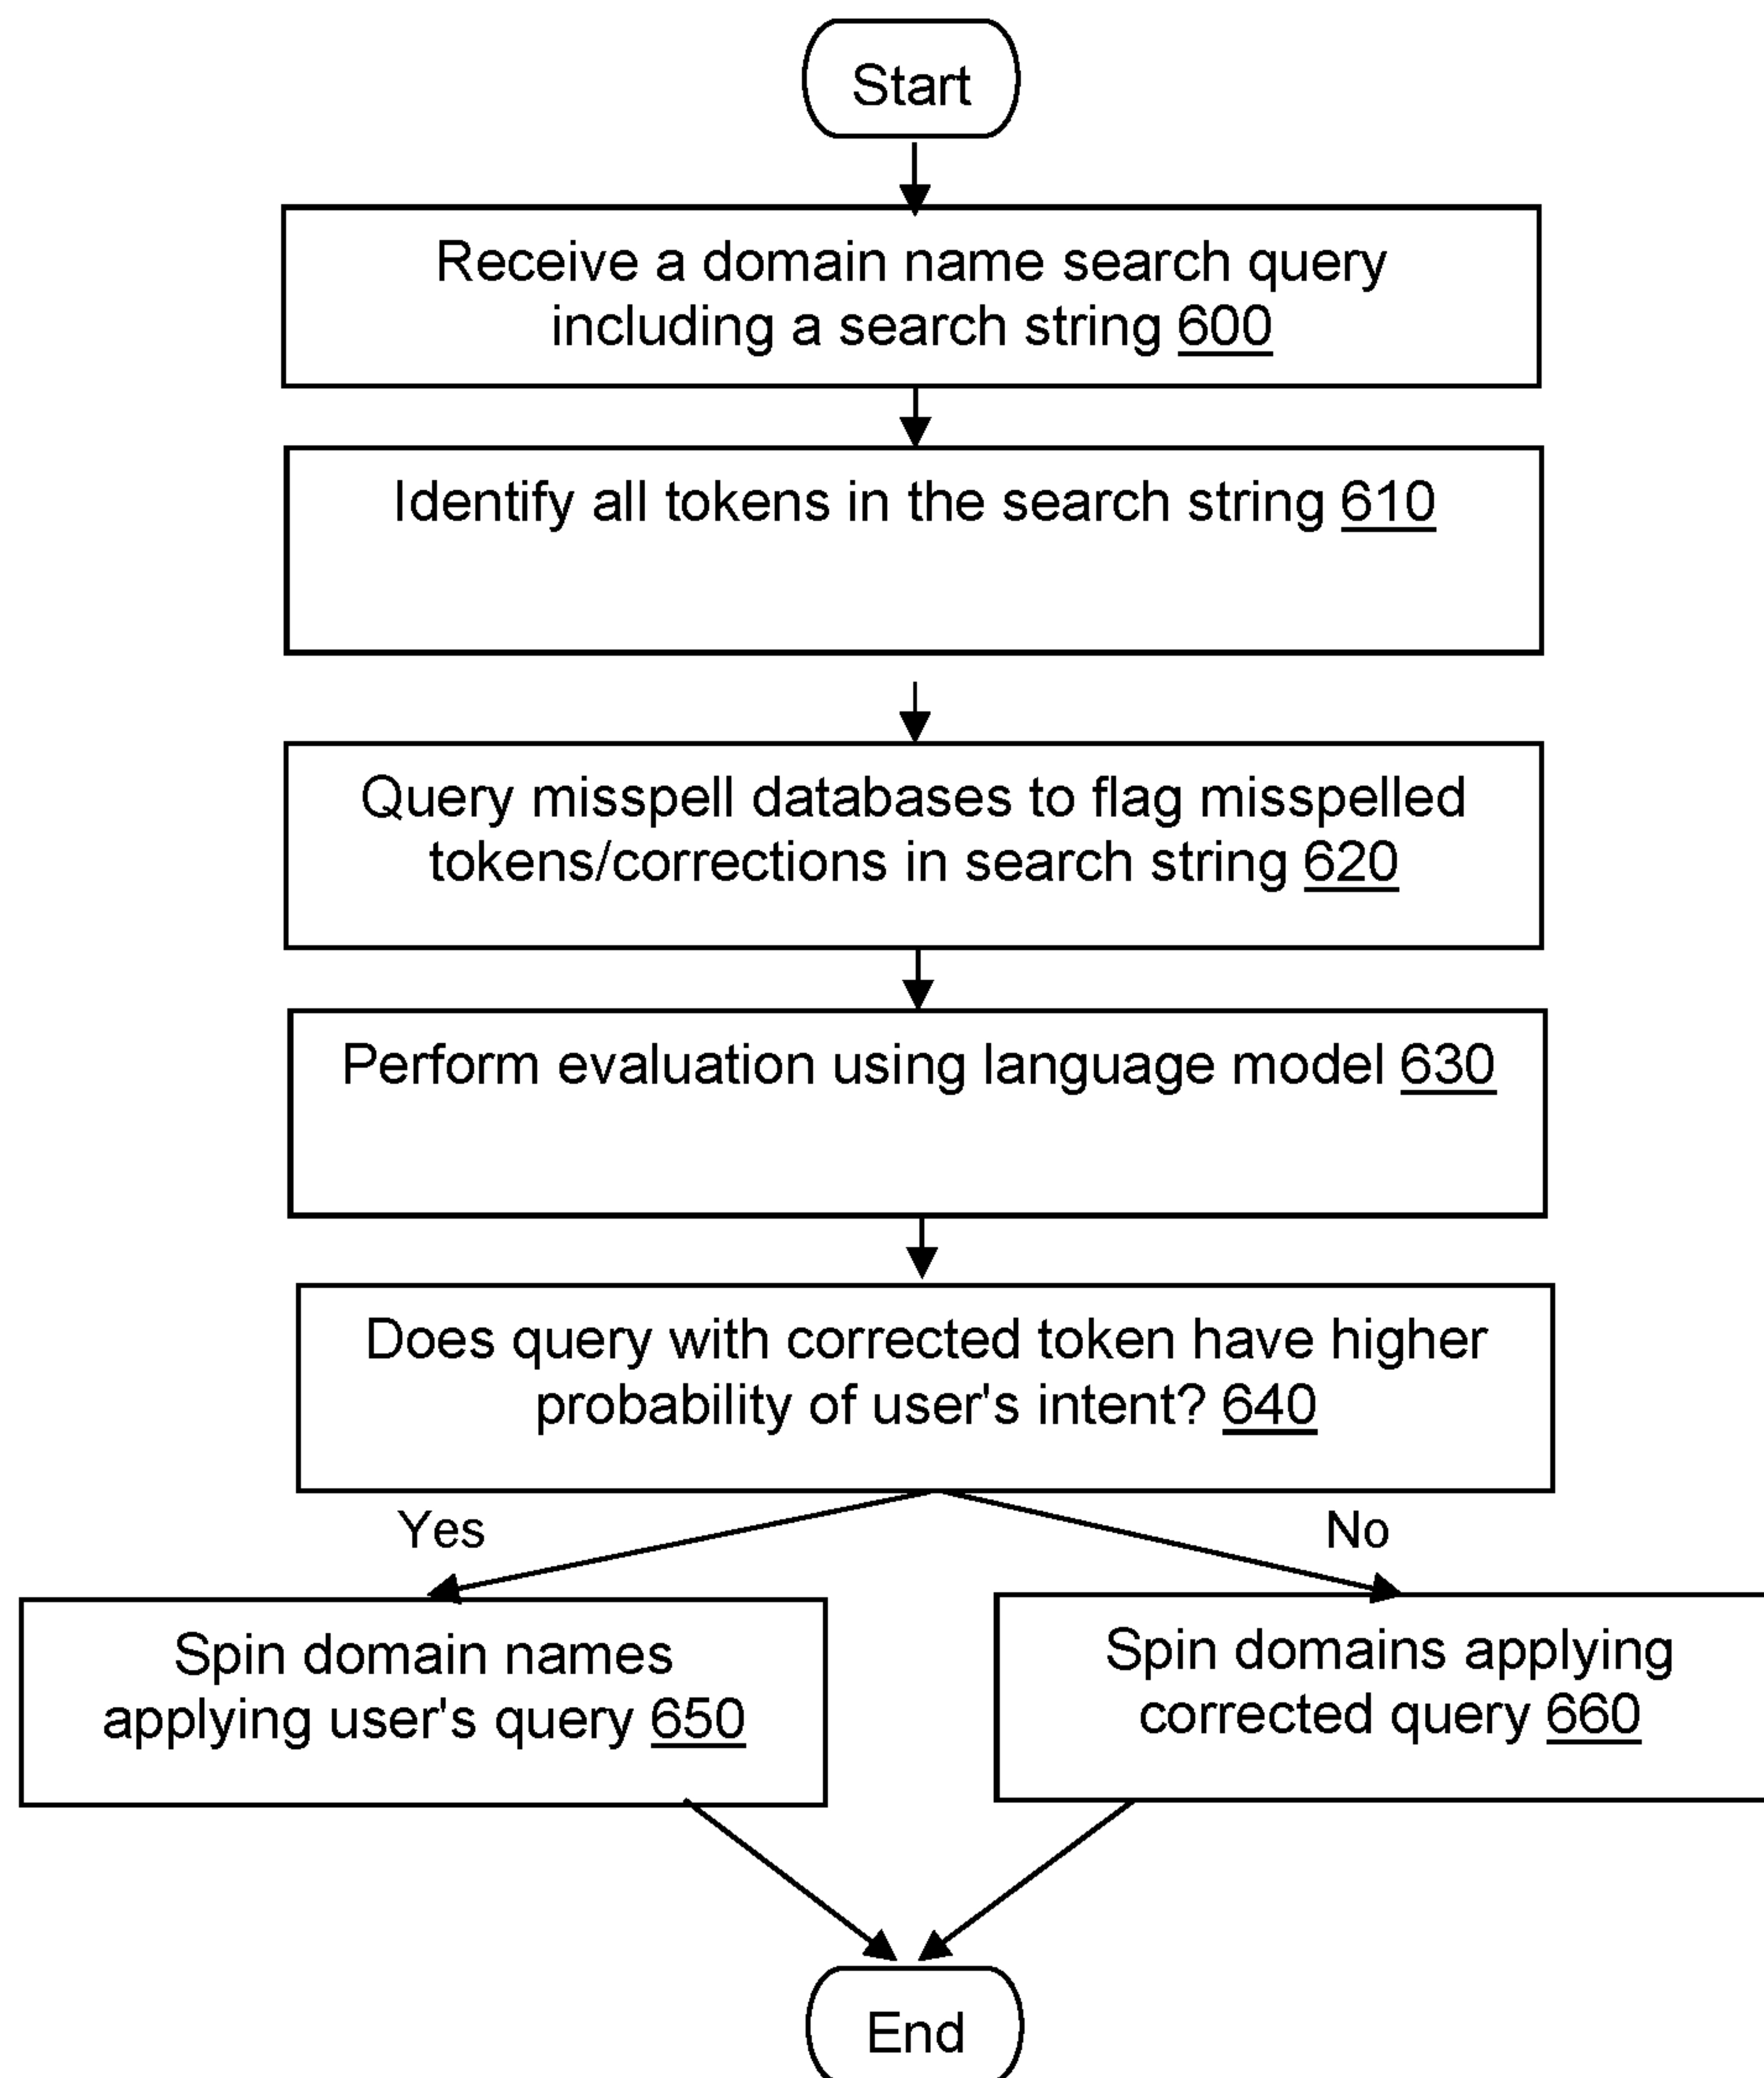 Start
Receive a domain name search query
including a search string 600
Identify all tokens in the search string 610
Query misspell databases to flag misspelled
tokens/corrections in search string 620
Perform evaluation using language model 630
Does query with corrected token have higher
probability of user's intent? 640
Yes
No
Spin domain names
applying user's query 650
Spin domains applying
corrected query 660
End